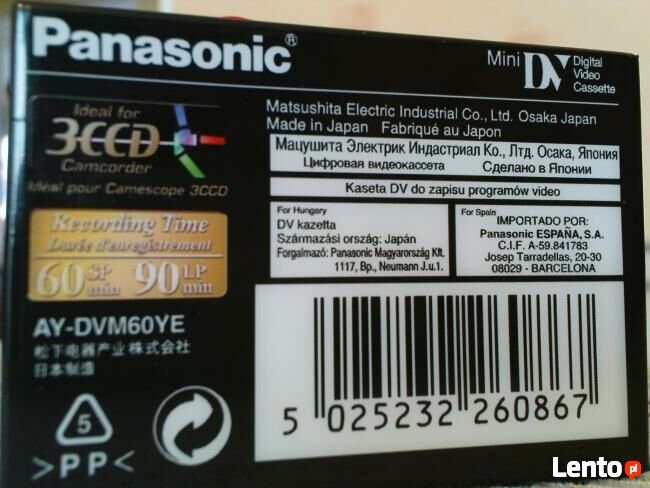 Panasonic®
Mini DV Digital
Video
Cassette
Ideal for
3CCD
Camcorder
Idéal pour Camescope 3CCD
Matsushita Electric Industrial Co., Ltd. Osaka Japan
Made in Japan Fabriqué au Japon
Мацушита Электрик Индастриал Ко., Лтд. Осака, Япония
Цифровая видеокассета Сделано в Японии
Kaseta DV do zapisu programów video
Recording Time
Durée d'enregistrement
60 SP min 90 LP min
For Hungary
DV kazetta
Származási ország: Japán
Forgalmazó: Panasonic Magyarország Kft.
1117, Bp., Neumann J.u.1.
For Spain
IMPORTADO POR:
Panasonic ESPAÑA, S.A.
C.I.F. A-59.841783
Josep Tarradellas, 20-30
08029 - BARCELONA
AY-DVM60YE
松下电器产业株式会社
日本制造
5
>PP<
5 025232 260867
Lento.pl